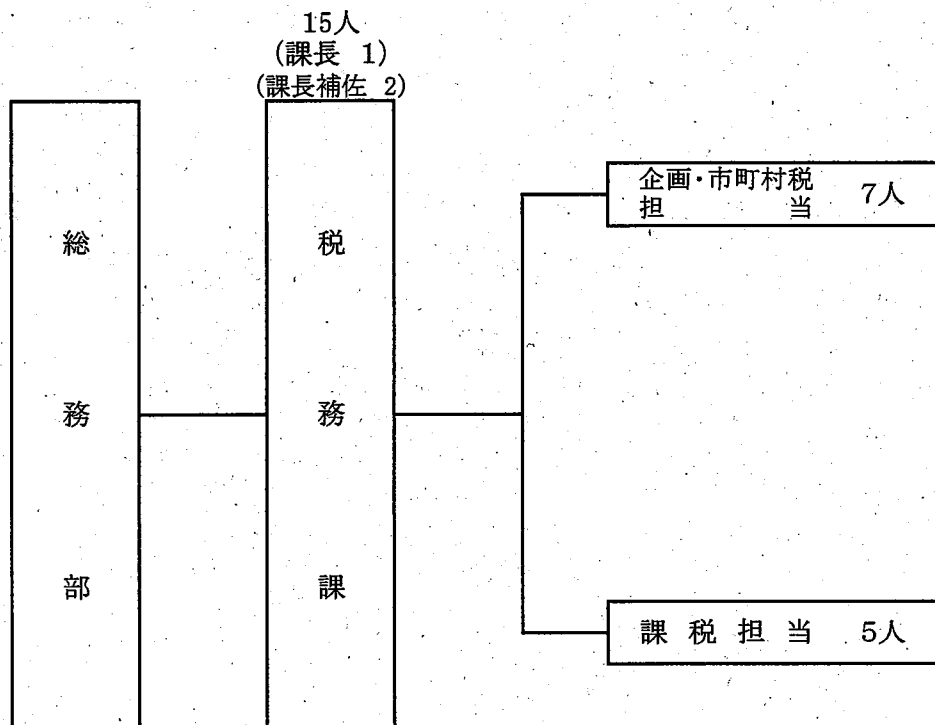 15人
(課長 1)
(課長補佐 2)
総務部
税務課
企画・市町村税
担当 7人
課税担当 5人